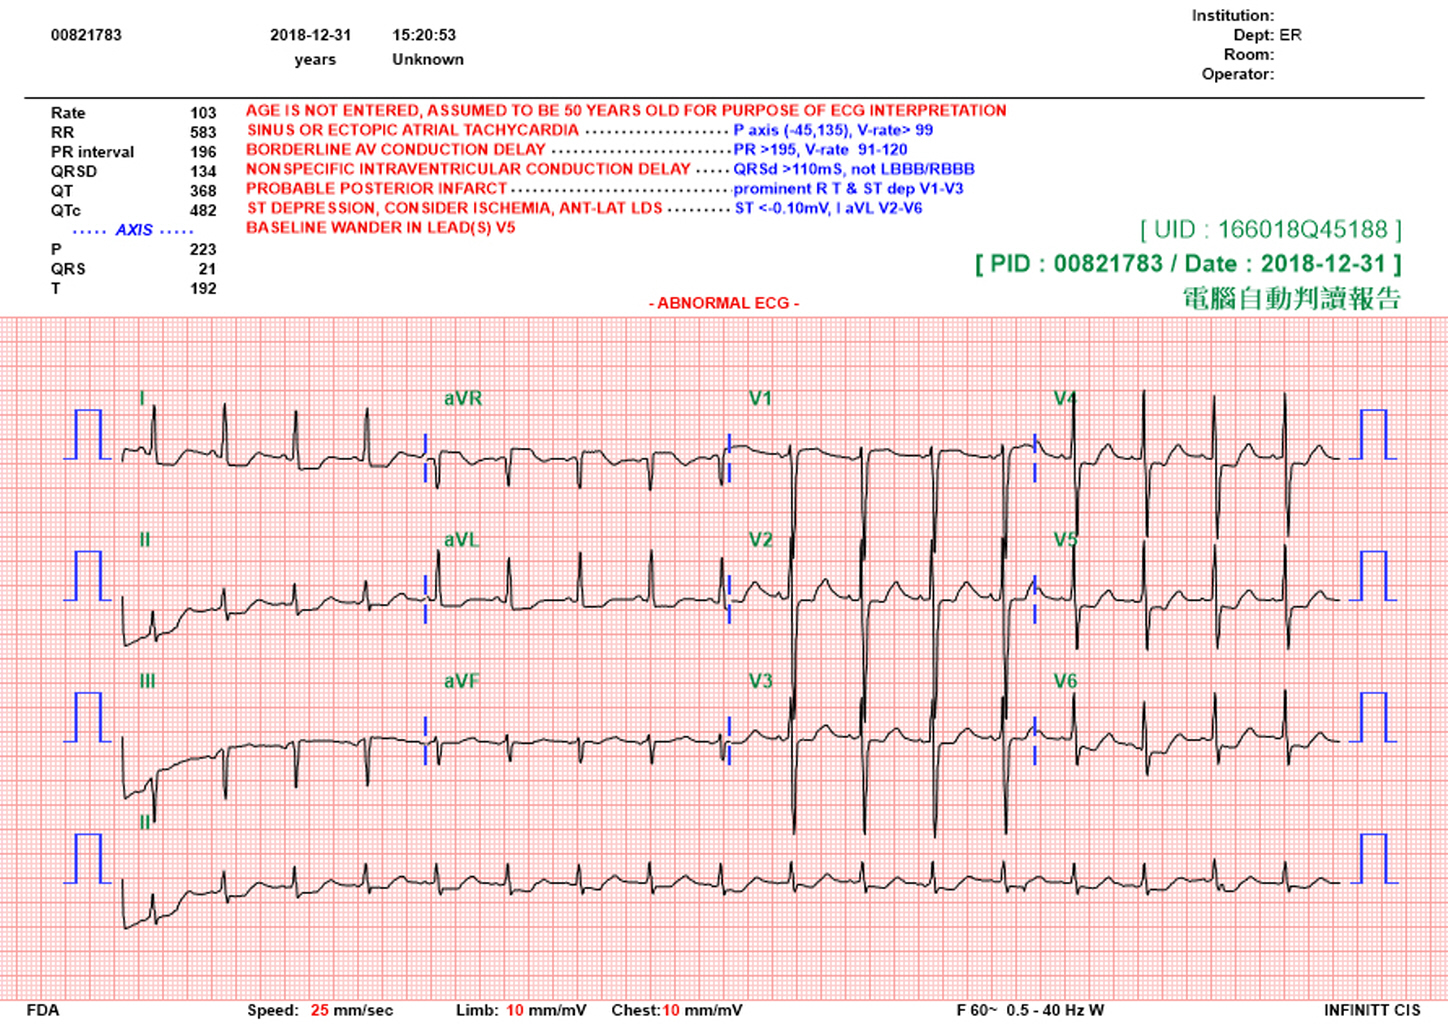 Institution:
00821783 2018-12-31 15:20:53 Dept: ER
years Unknown Room:
Operator:
Rate 103 AGE IS NOT ENTERED, ASSUMED TO BE 50 YEARS OLD FOR PURPOSE OF ECG INTERPRETATION
RR 583 SINUS OR ECTOPIC ATRIAL TACHYCARDIA ···················· P axis (-45,135), V-rate> 99
PR interval 196 BORDERLINE AV CONDUCTION DELAY ························· PR >195, V-rate 91-120
QRSD 134 NONSPECIFIC INTRAVENTRICULAR CONDUCTION DELAY ····· QRSd >110mS, not LBBB/RBBB
QT 368 PROBABLE POSTERIOR INFARCT ······························· prominent R T & ST dep V1-V3
QTc 482 ST DEPRESSION, CONSIDER ISCHEMIA, ANT-LAT LDS ········· ST <-0.10mV, I aVL V2-V6
····· AXIS ····· BASELINE WANDER IN LEAD(S) V5
[ UID : 166018Q45188 ]
P 223
[ PID : 00821783 / Date : 2018-12-31 ]
QRS 21
T 192
電腦自動判讀報告
- ABNORMAL ECG -
I aVR V1 V4
II aVL V2 V5
III aVF V3 V6
II
FDA Speed: 25 mm/sec Limb: 10 mm/mV Chest:10 mm/mV F 60~ 0.5 - 40 Hz W INFINITT CIS